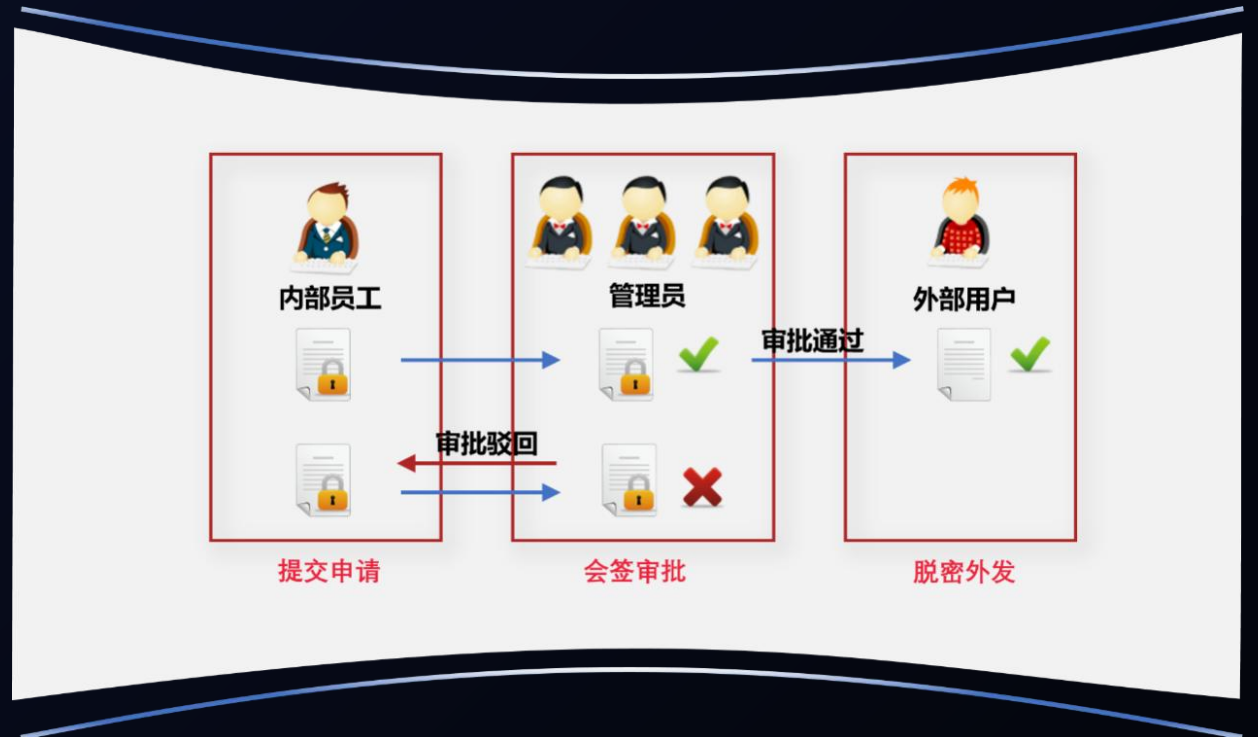 内部员工
管理员
外部用户
审批通过
审批驳回
提交申请
会签审批
脱密外发